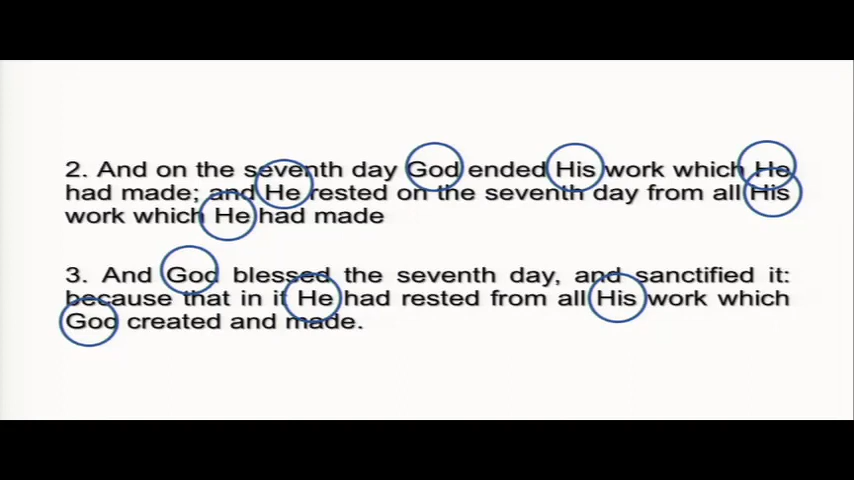 2. And on the seventh day God ended His work which He
had made; and He rested on the seventh day from all His
work which He had made
3. And God blessed the seventh day, and sanctified it:
because that in it He had rested from all His work which
God created and made.